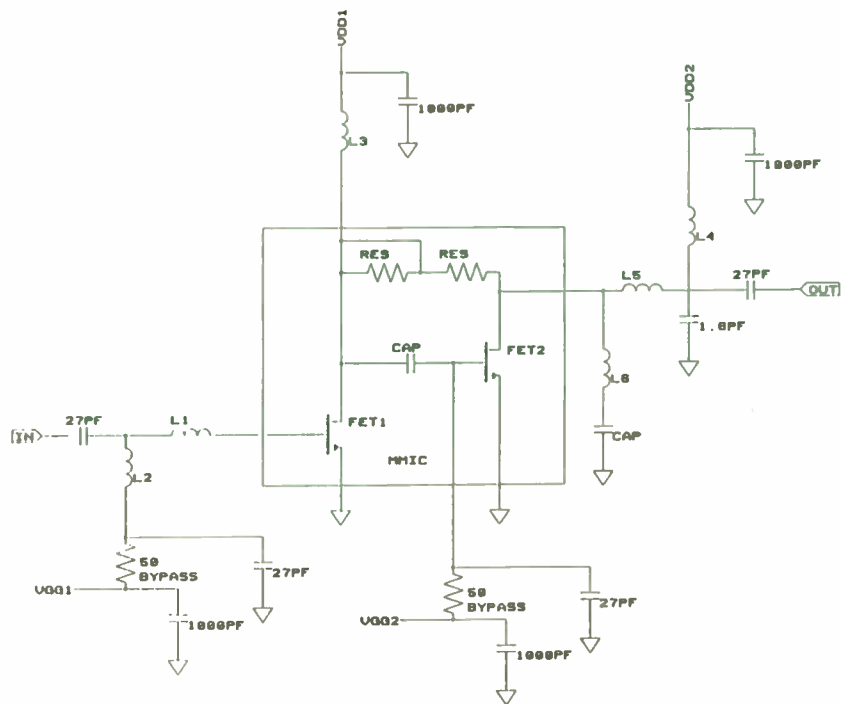 VDD1
1000PF
L3
VDD2
1000PF
L4
RES RES
L5
27PF
OUT
1.8PF
CAP
FET2
L6
27PF
L1
FET1
IN
CAP
MMIC
L2
50
BYPASS
27PF
VGG1
1000PF
50
BYPASS
27PF
VGG2
1000PF